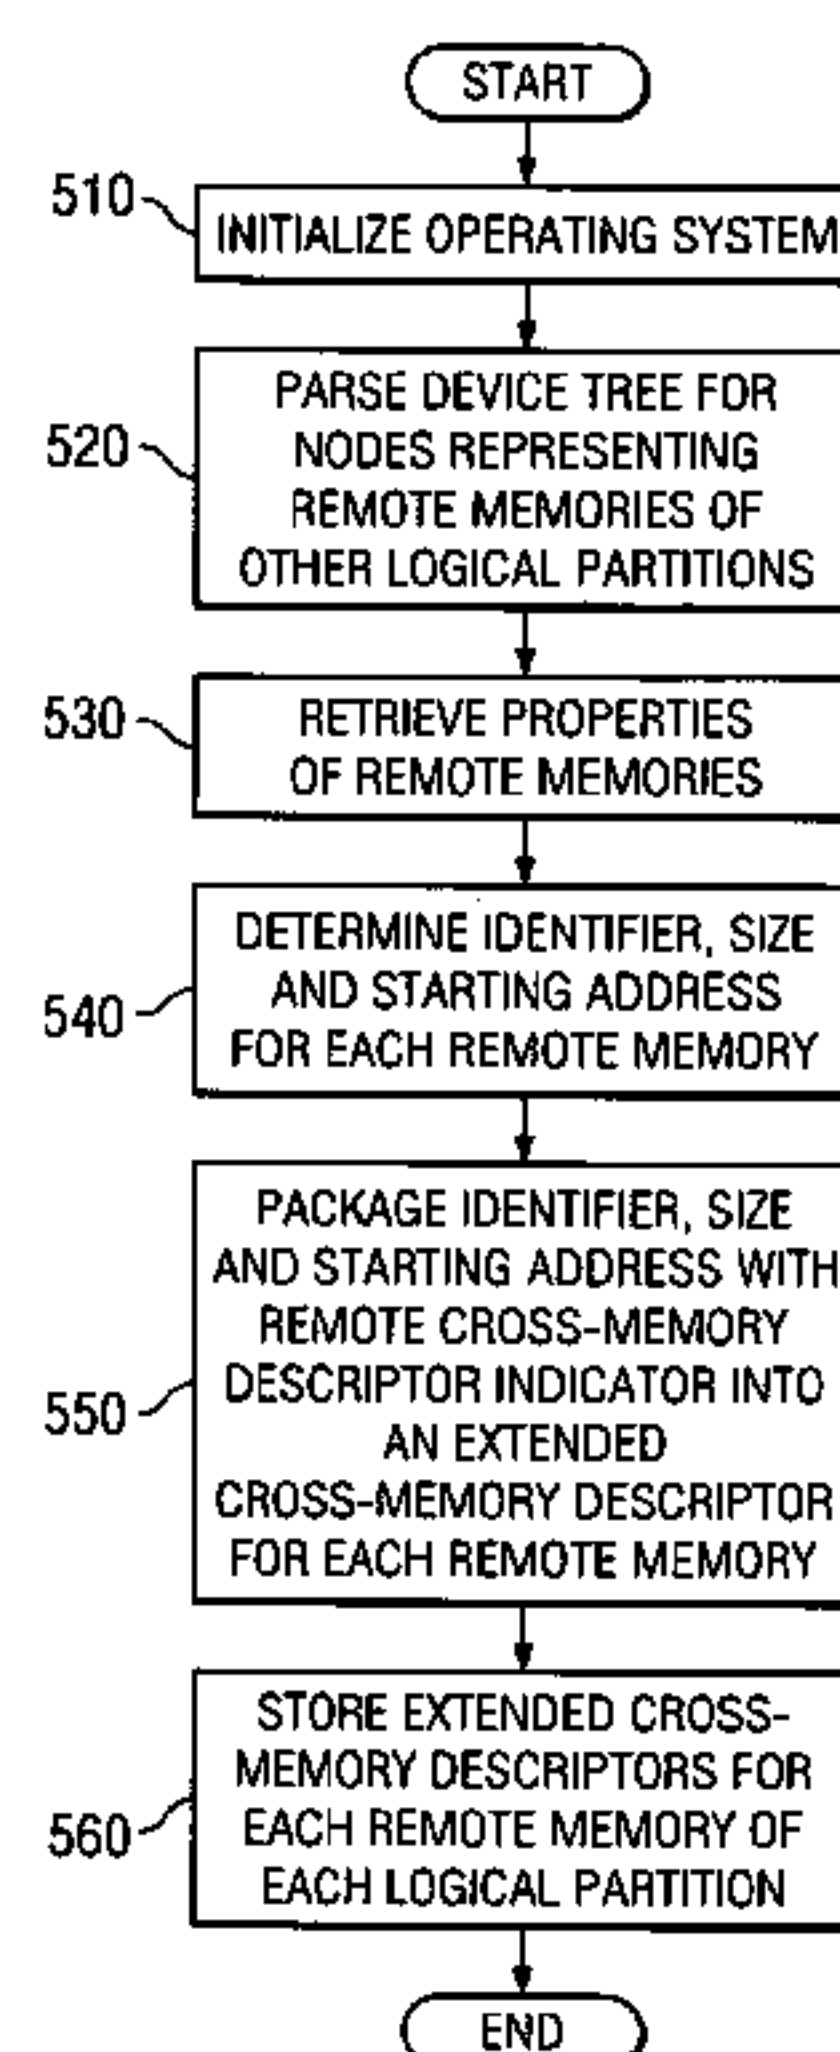 START
510
INITIALIZE OPERATING SYSTEM
520
PARSE DEVICE TREE FOR
NODES REPRESENTING
REMOTE MEMORIES OF
OTHER LOGICAL PARTITIONS
530
RETRIEVE PROPERTIES
OF REMOTE MEMORIES
540
DETERMINE IDENTIFIER, SIZE
AND STARTING ADDRESS
FOR EACH REMOTE MEMORY
550
PACKAGE IDENTIFIER, SIZE
AND STARTING ADDRESS WITH
REMOTE CROSS-MEMORY
DESCRIPTOR INDICATOR INTO
AN EXTENDED
CROSS-MEMORY DESCRIPTOR
FOR EACH REMOTE MEMORY
560
STORE EXTENDED CROSS-
MEMORY DESCRIPTORS FOR
EACH REMOTE MEMORY OF
EACH LOGICAL PARTITION
END